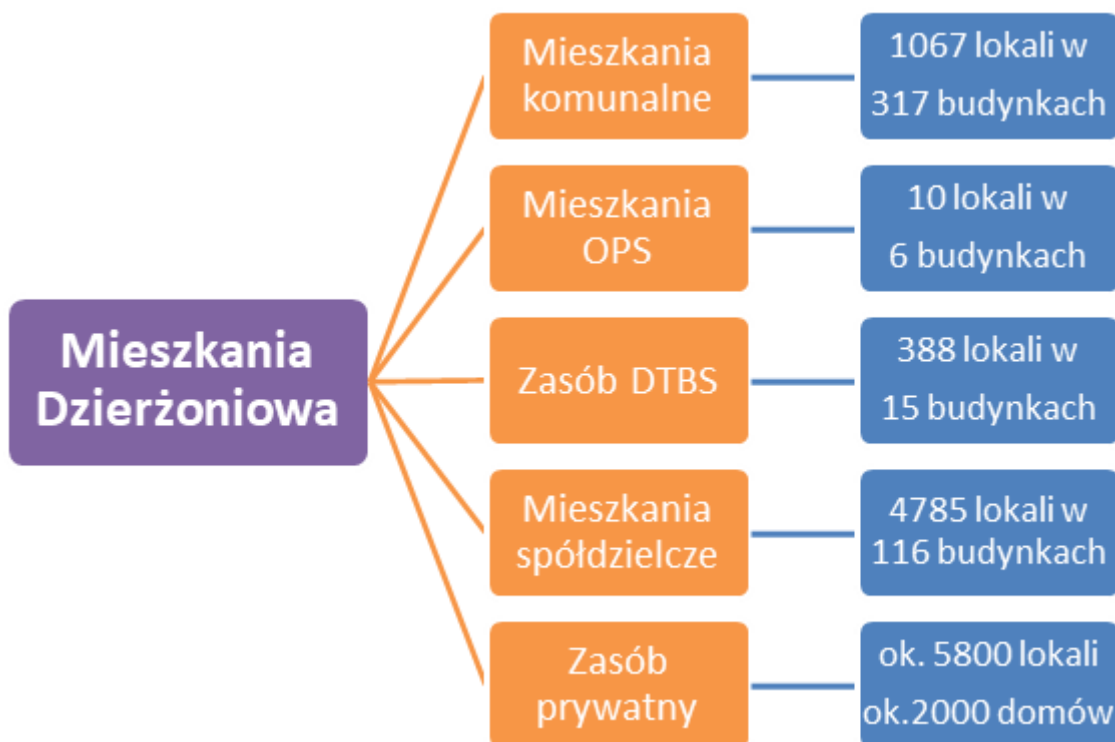 Mieszkania
Dzierżoniowa
Mieszkania
komunalne
1067 lokali w
317 budynkach
Mieszkania
OPS
10 lokali w
6 budynkach
Zasób DTBS
388 lokali w
15 budynkach
Mieszkania
spółdzielcze
4785 lokali w
116 budynkach
Zasób
prywatny
ok. 5800 lokali
ok.2000 domów